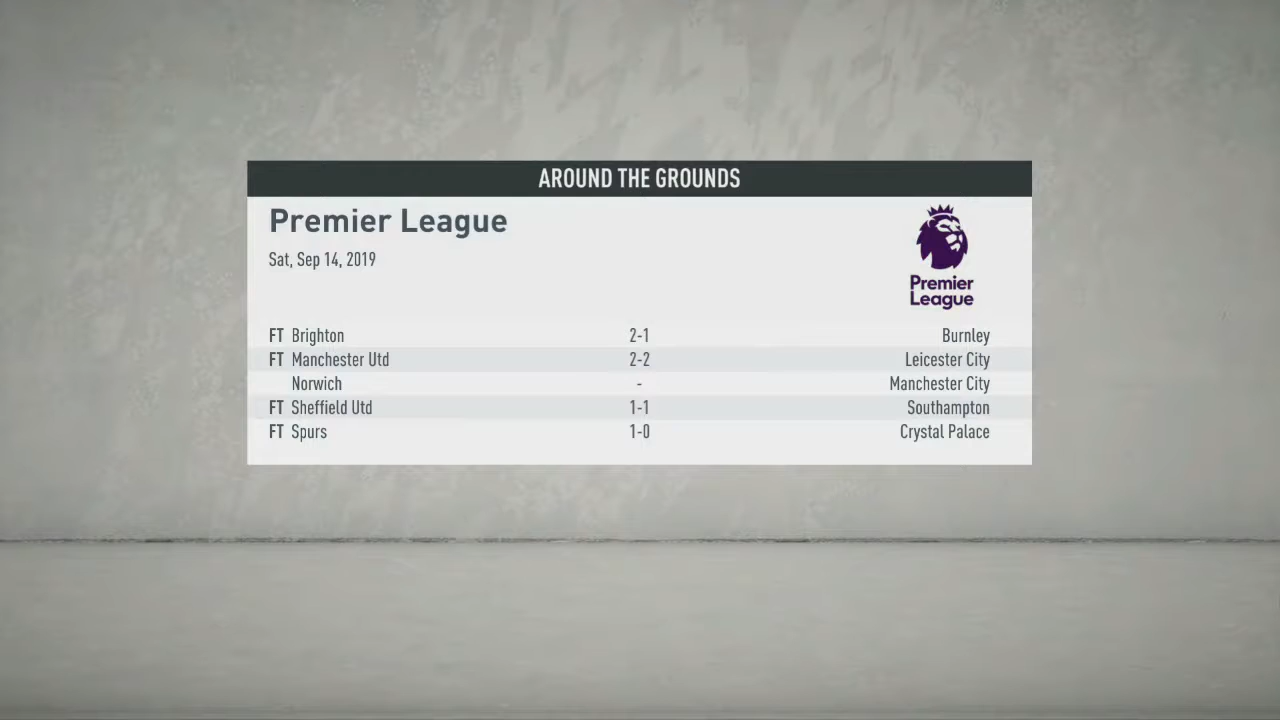 AROUND THE GROUNDS
Premier League
Sat, Sep 14, 2019
Premier
League
FT Brighton 2-1 Burnley
FT Manchester Utd 2-2 Leicester City
Norwich - Manchester City
FT Sheffield Utd 1-1 Southampton
FT Spurs 1-0 Crystal Palace